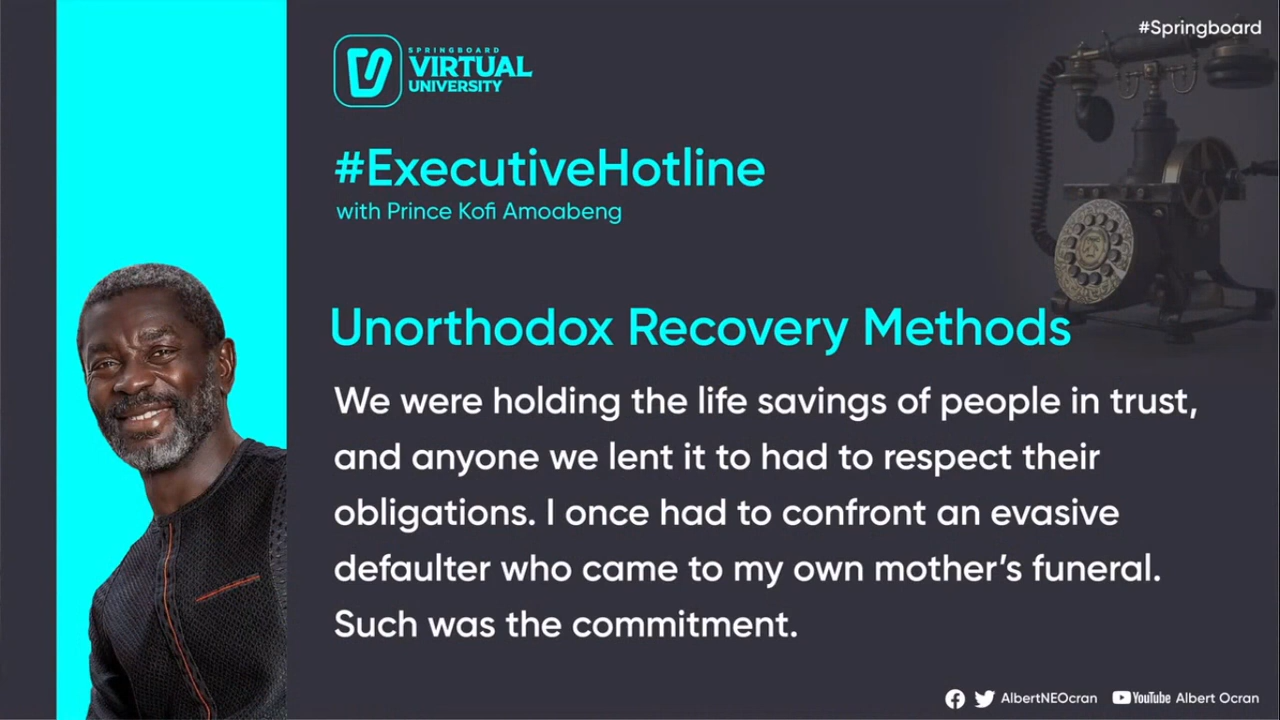 #Springboard
SPRINGBOARD
VIRTUAL
UNIVERSITY
#ExecutiveHotline
with Prince Kofi Amoabeng
Unorthodox Recovery Methods
We were holding the life savings of people in trust,
and anyone we lent it to had to respect their
obligations. I once had to confront an evasive
defaulter who came to my own mother’s funeral.
Such was the commitment.
AlbertNEOcran YouTube Albert Ocran